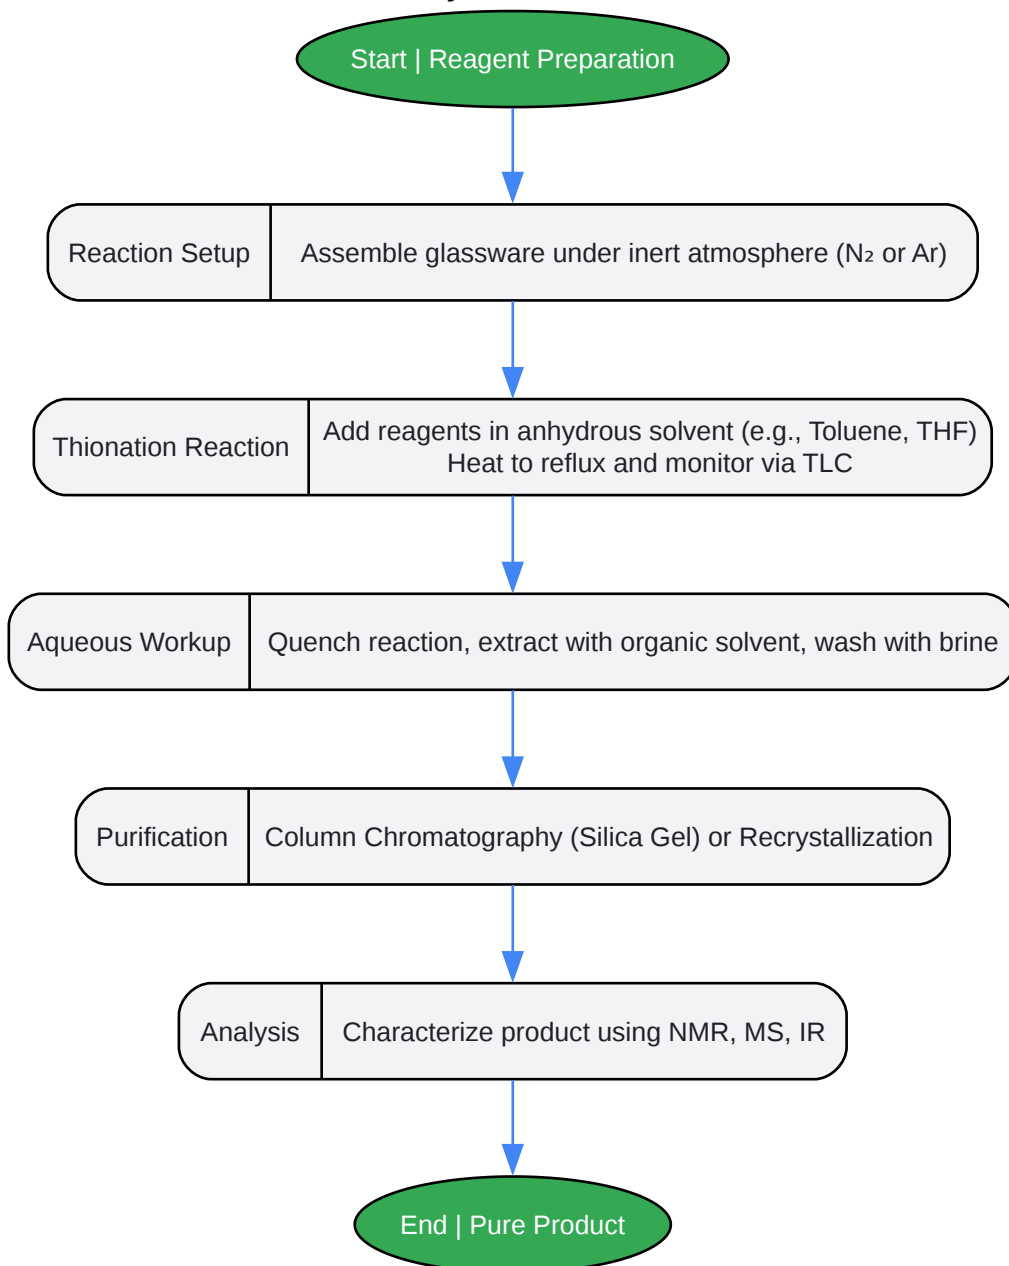 Start | Reagent Preparation
Reaction Setup
Assemble glassware under inert atmosphere (N₂ or Ar)
Thionation Reaction
Add reagents in anhydrous solvent (e.g., Toluene, THF)
Heat to reflux and monitor via TLC
Aqueous Workup
Quench reaction, extract with organic solvent, wash with brine
Purification
Column Chromatography (Silica Gel) or Recrystallization
Analysis
Characterize product using NMR, MS, IR
End | Pure Product